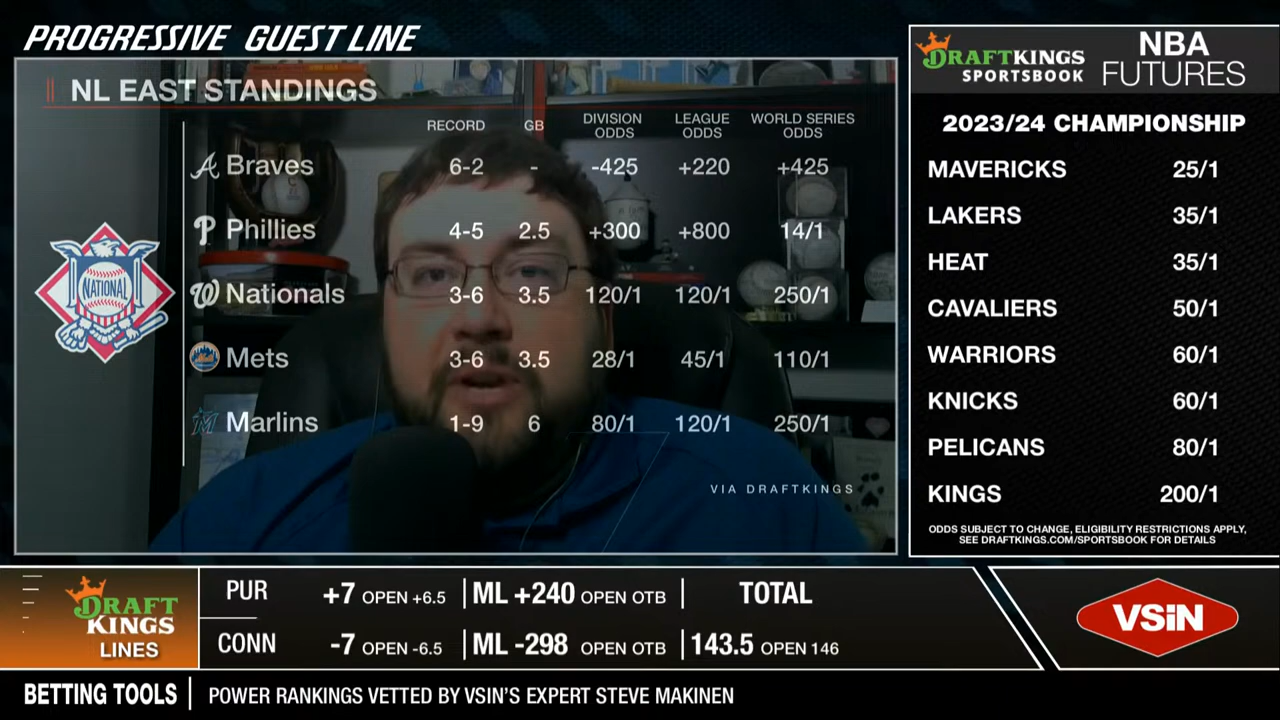 PROGRESSIVE GUEST LINE
NL EAST STANDINGS
RECORD GB DIVISION ODDS LEAGUE ODDS WORLD SERIES ODDS
Braves 6-2 - -425 +220 +425
Phillies 4-5 2.5 +300 +800 14/1
Nationals 3-6 3.5 120/1 120/1 250/1
Mets 3-6 3.5 28/1 45/1 110/1
Marlins 1-9 6 80/1 120/1 250/1
NATIONAL
VIA DRAFTKINGS
DRAFTKINGS
SPORTSBOOK
NBA
FUTURES
2023/24 CHAMPIONSHIP
MAVERICKS 25/1
LAKERS 35/1
HEAT 35/1
CAVALIERS 50/1
WARRIORS 60/1
KNICKS 60/1
PELICANS 80/1
KINGS 200/1
ODDS SUBJECT TO CHANGE, ELIGIBILITY RESTRICTIONS APPLY,
SEE DRAFTKINGS.COM/SPORTSBOOK FOR DETAILS
DRAFT
KINGS
LINES
PUR +7 OPEN +6.5 ML +240 OPEN OTB TOTAL
CONN -7 OPEN -6.5 ML -298 OPEN OTB 143.5 OPEN 146
VSiN
BETTING TOOLS POWER RANKINGS VETTED BY VSIN'S EXPERT STEVE MAKINEN